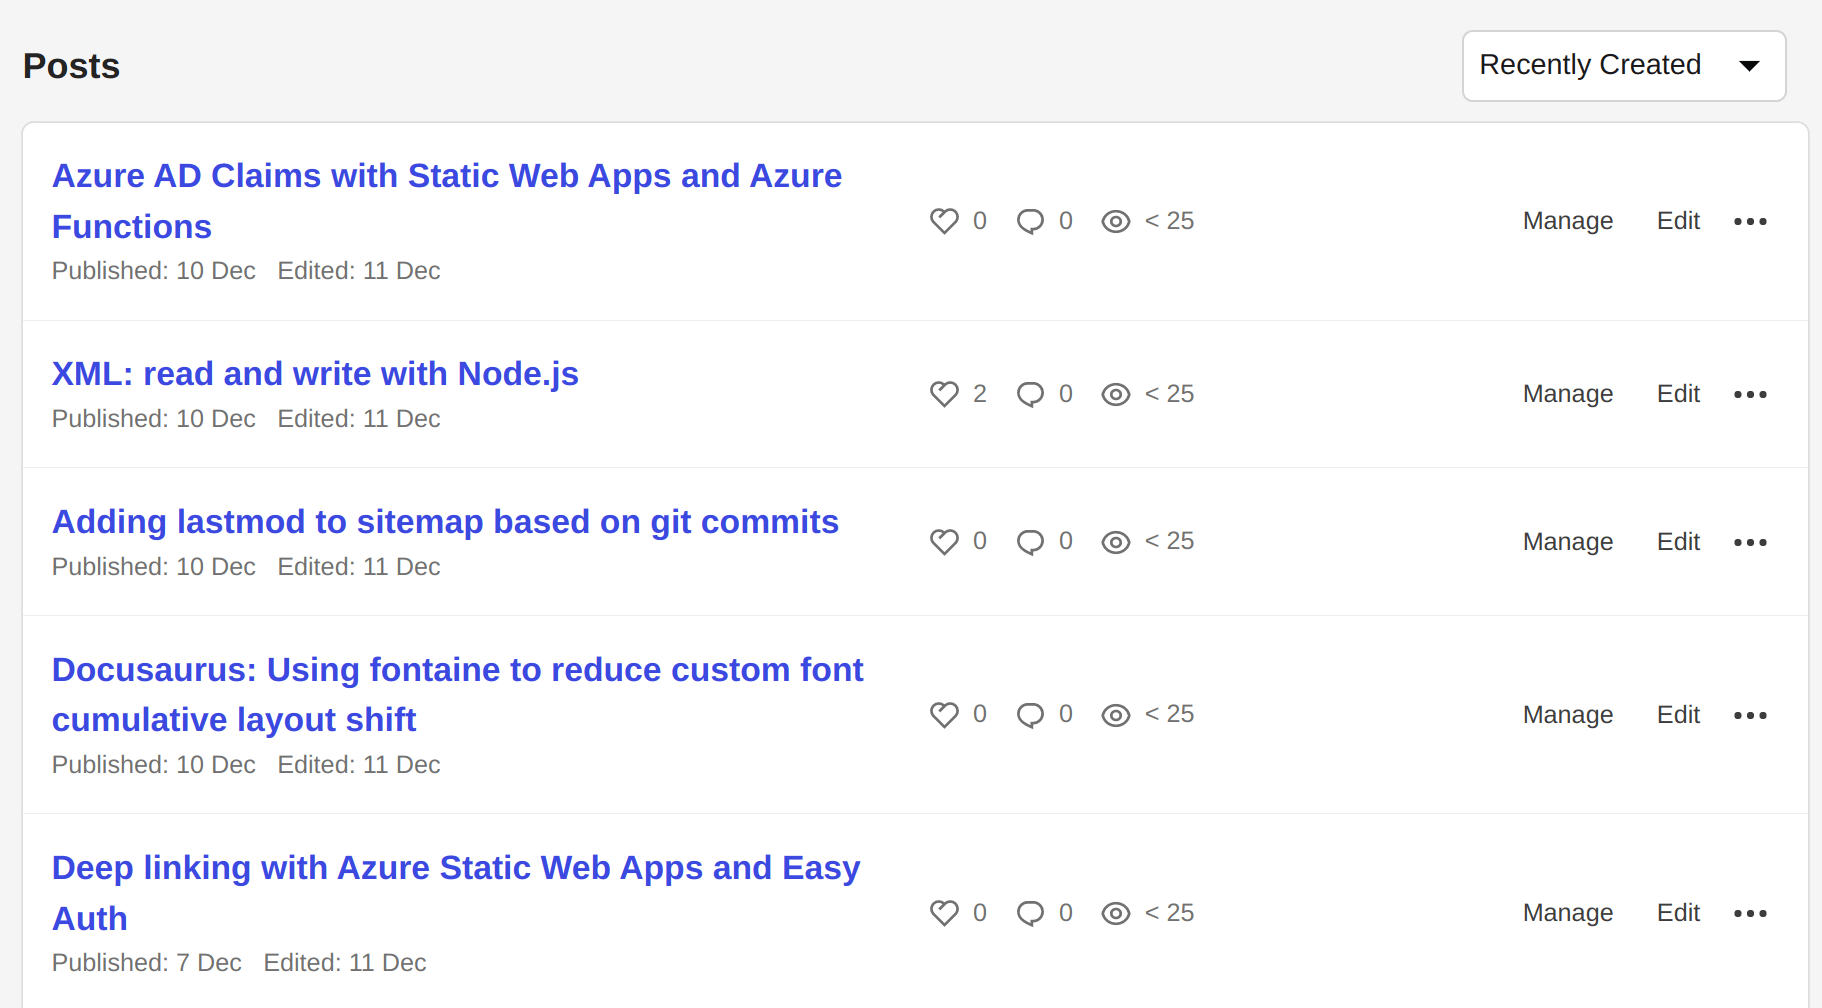 Posts
Recently Created
Azure AD Claims with Static Web Apps and Azure
Functions
Published: 10 Dec Edited: 11 Dec
0 0 < 25 Manage Edit
XML: read and write with Node.js
Published: 10 Dec Edited: 11 Dec
2 0 < 25 Manage Edit
Adding lastmod to sitemap based on git commits
Published: 10 Dec Edited: 11 Dec
0 0 < 25 Manage Edit
Docusaurus: Using fontaine to reduce custom font
cumulative layout shift
Published: 10 Dec Edited: 11 Dec
0 0 < 25 Manage Edit
Deep linking with Azure Static Web Apps and Easy
Auth
Published: 7 Dec Edited: 11 Dec
0 0 < 25 Manage Edit